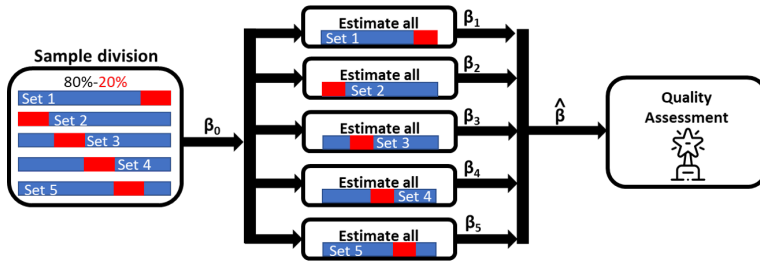 Sample division
80%-20%
Set 1
Set 2
Set 3
Set 4
Set 5
β0
Estimate all
Set 1
Estimate all
Set 2
Estimate all
Set 3
Estimate all
Set 4
Estimate all
Set 5
β1
β2
β3
β4
β5
β̂
Quality
Assessment